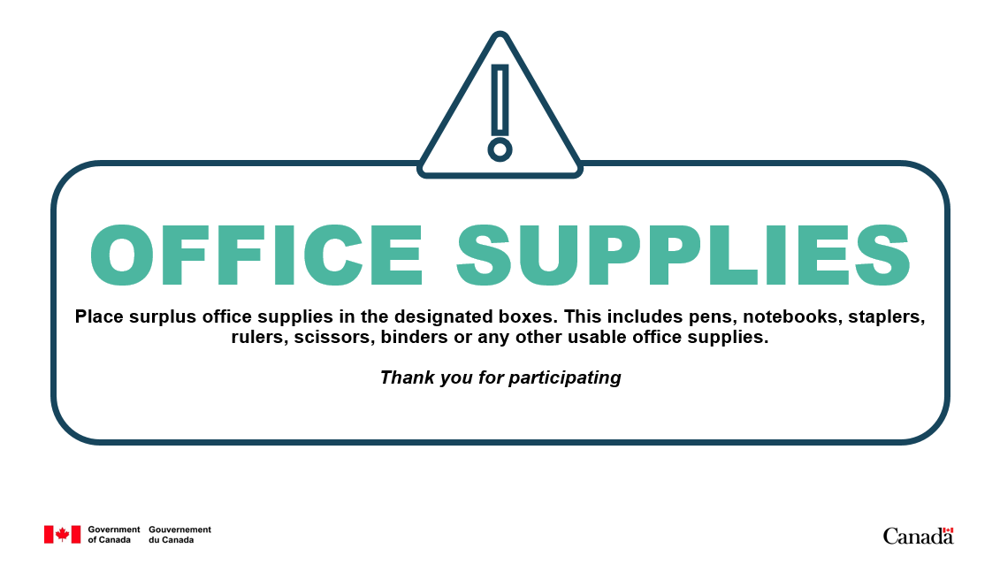 OFFICE SUPPLIES
Place surplus office supplies in the designated boxes. This includes pens, notebooks, staplers,
rulers, scissors, binders or any other usable office supplies.
Thank you for participating
Government
of Canada
Gouvernement
du Canada
Canada